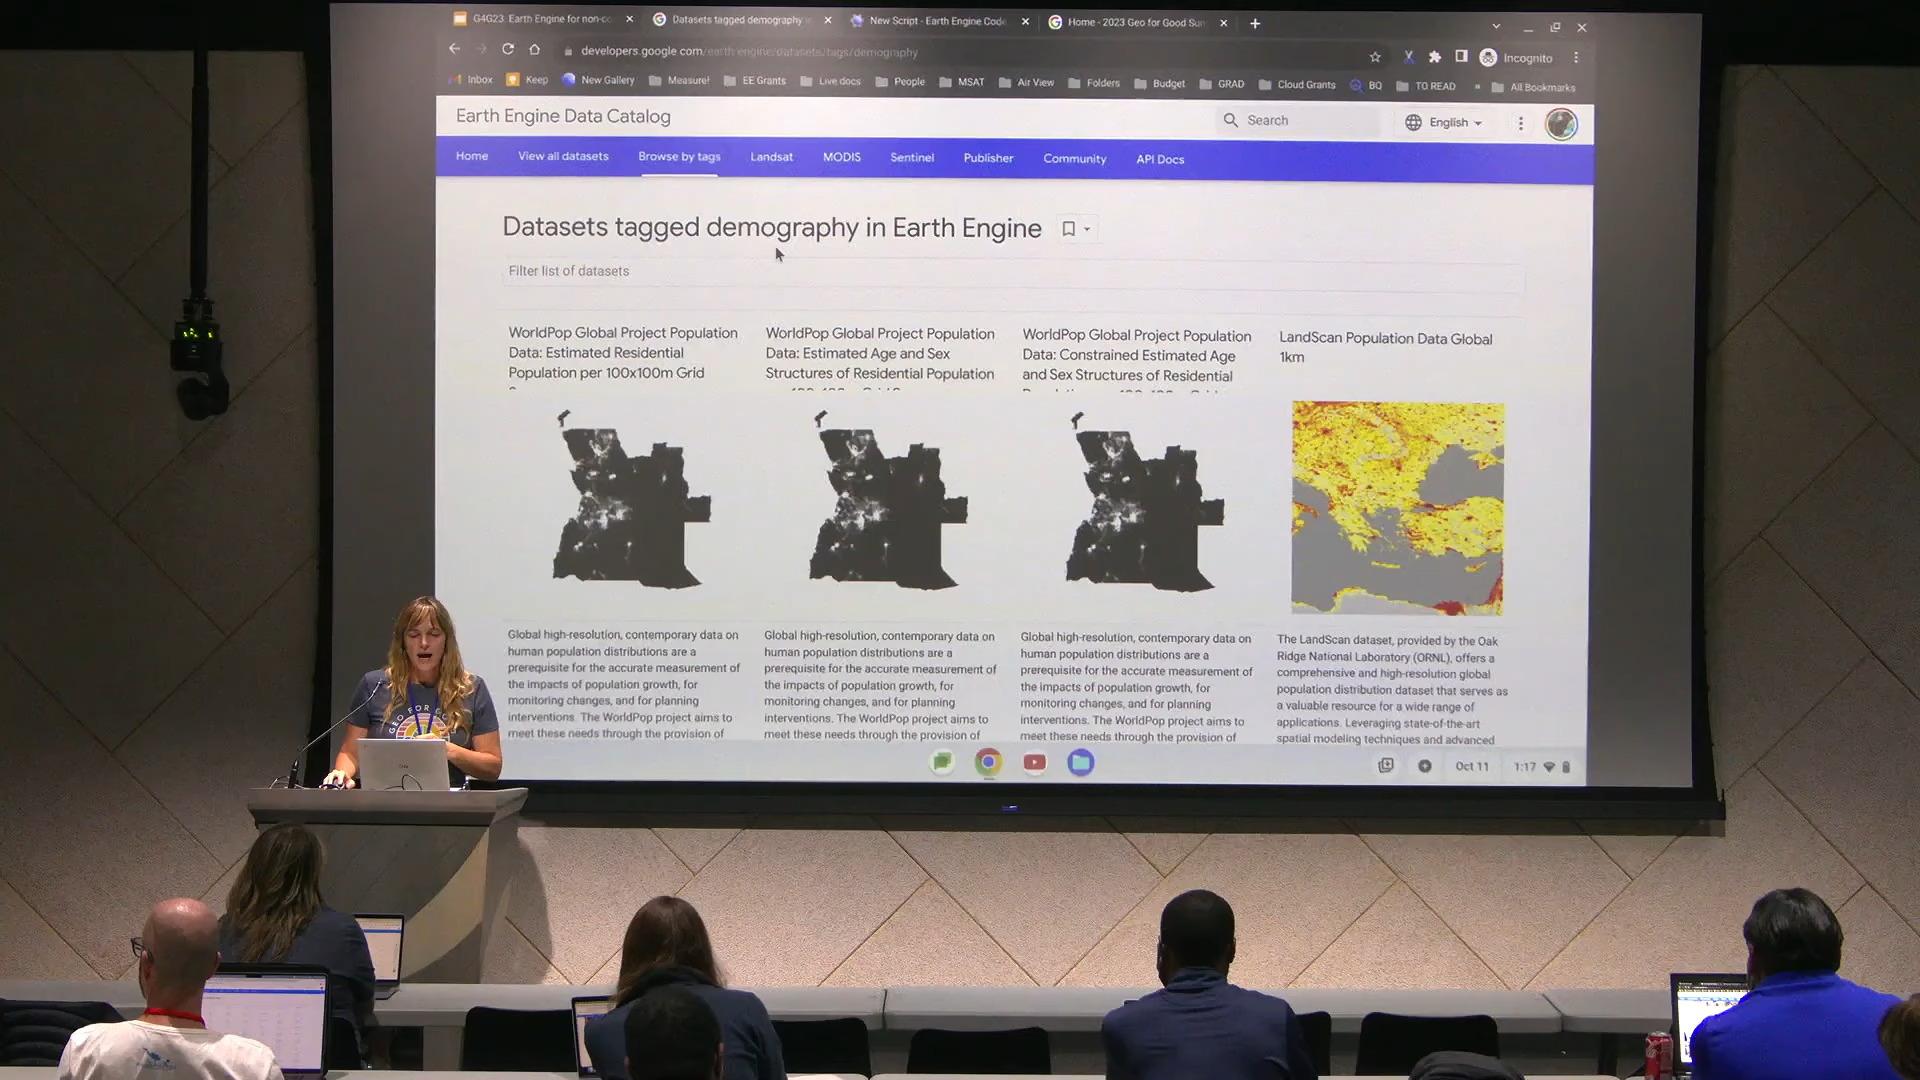 G4G23: Earth Engine for non-co
Datasets tagged demography
New Script - Earth Engine Code
Home - 2023 Geo for Good Sum
developers.google.com/earth-engine/datasets/tags/demography
Incognito
Inbox
Keep
New Gallery
Measure!
EE Grants
Live docs
People
MSAT
Air View
Folders
Budget
GRAD
Cloud Grants
BQ
TO READ
»
All Bookmarks
Earth Engine Data Catalog
Search
English
Home
View all datasets
Browse by tags
Landsat
MODIS
Sentinel
Publisher
Community
API Docs
Datasets tagged demography in Earth Engine
Filter list of datasets
WorldPop Global Project Population
Data: Estimated Residential
Population per 100x100m Grid
WorldPop Global Project Population
Data: Estimated Age and Sex
Structures of Residential Population
WorldPop Global Project Population
Data: Constrained Estimated Age
and Sex Structures of Residential
LandScan Population Data Global
1km
Global high-resolution, contemporary data on
human population distributions are a
prerequisite for the accurate measurement of
the impacts of population growth, for
monitoring changes, and for planning
interventions. The WorldPop project aims to
meet these needs through the provision of
Global high-resolution, contemporary data on
human population distributions are a
prerequisite for the accurate measurement of
the impacts of population growth, for
monitoring changes, and for planning
interventions. The WorldPop project aims to
meet these needs through the provision of
Global high-resolution, contemporary data on
human population distributions are a
prerequisite for the accurate measurement of
the impacts of population growth, for
monitoring changes, and for planning
interventions. The WorldPop project aims to
meet these needs through the provision of
The LandScan dataset, provided by the Oak
Ridge National Laboratory (ORNL), offers a
comprehensive and high-resolution global
population distribution dataset that serves as
a valuable resource for a wide range of
applications. Leveraging state-of-the-art
spatial modeling techniques and advanced
Oct 11
1:17
GEO FOR GO